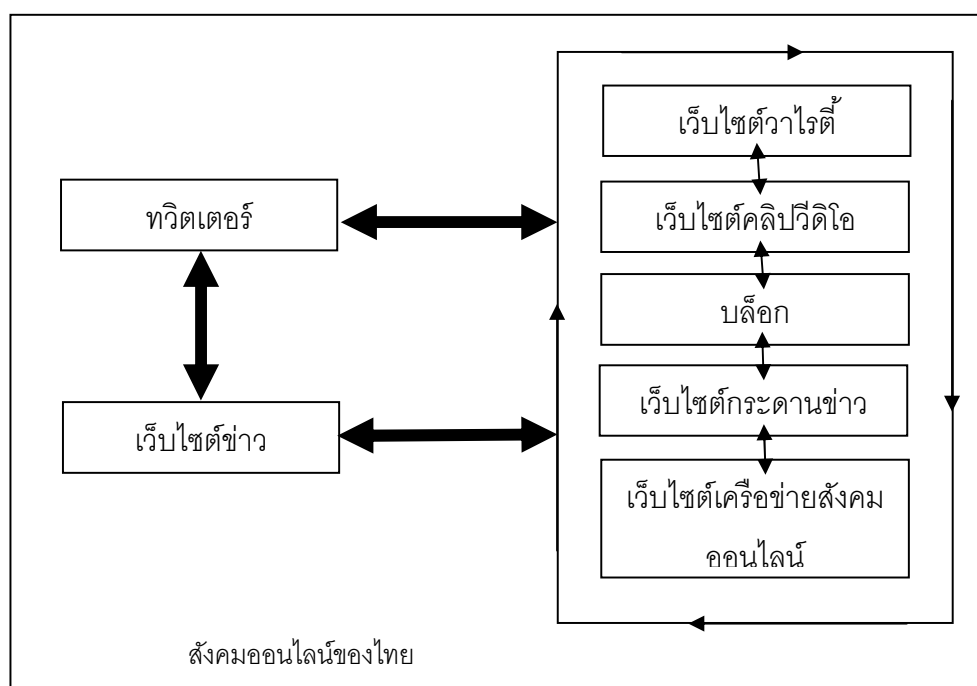 เว็บไซต์วาไรตี้
ทวิตเตอร์
เว็บไซต์คลิปวีดิโอ
บล็อก
เว็บไซต์กระดานข่าว
เว็บไซต์ข่าว
เว็บไซต์เครือข่ายสังคม
ออนไลน์
สังคมออนไลน์ของไทย